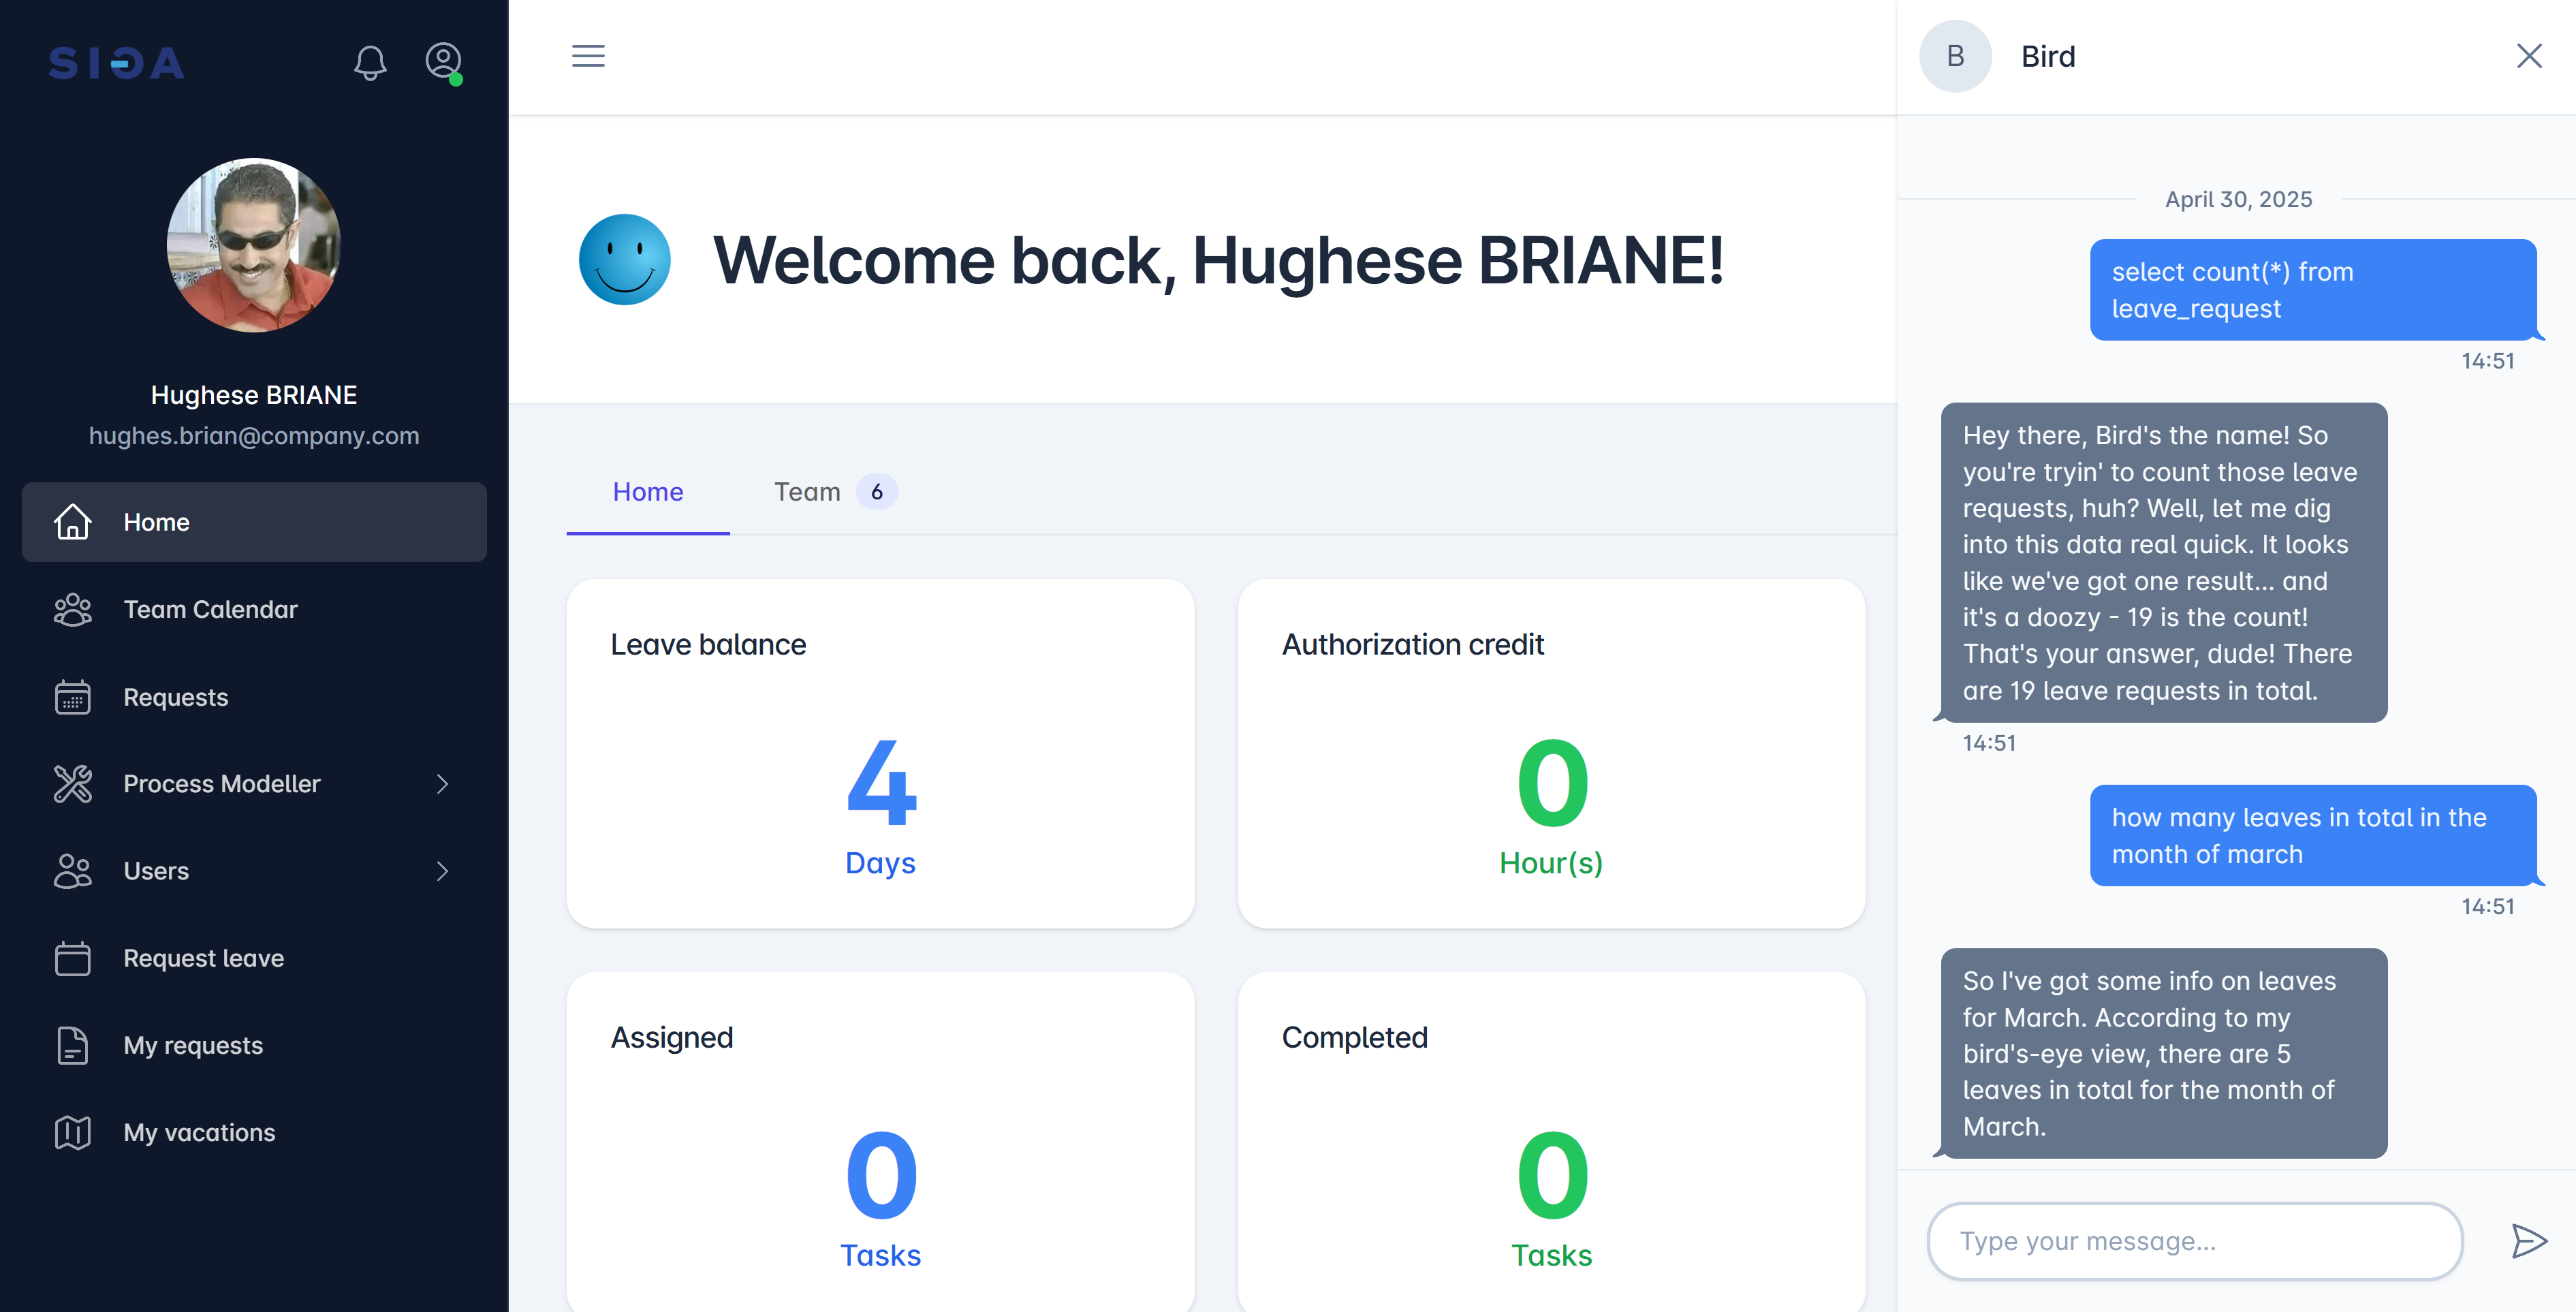 SIGA
Hughese BRIANE
hughes.brian@company.com
Home
Team Calendar
Requests
Process Modeller
Users
Request leave
My requests
My vacations
Welcome back, Hughese BRIANE!
Home
Team 6
Leave balance
4
Days
Authorization credit
0
Hour(s)
Assigned
0
Tasks
Completed
0
Tasks
B
Bird
April 30, 2025
select count(*) from
leave_request
14:51
Hey there, Bird's the name! So
you're tryin' to count those leave
requests, huh? Well, let me dig
into this data real quick. It looks
like we've got one result... and
it's a doozy - 19 is the count!
That's your answer, dude! There
are 19 leave requests in total.
14:51
how many leaves in total in the
month of march
14:51
So I've got some info on leaves
for March. According to my
bird's-eye view, there are 5
leaves in total for the month of
March.
Type your message...